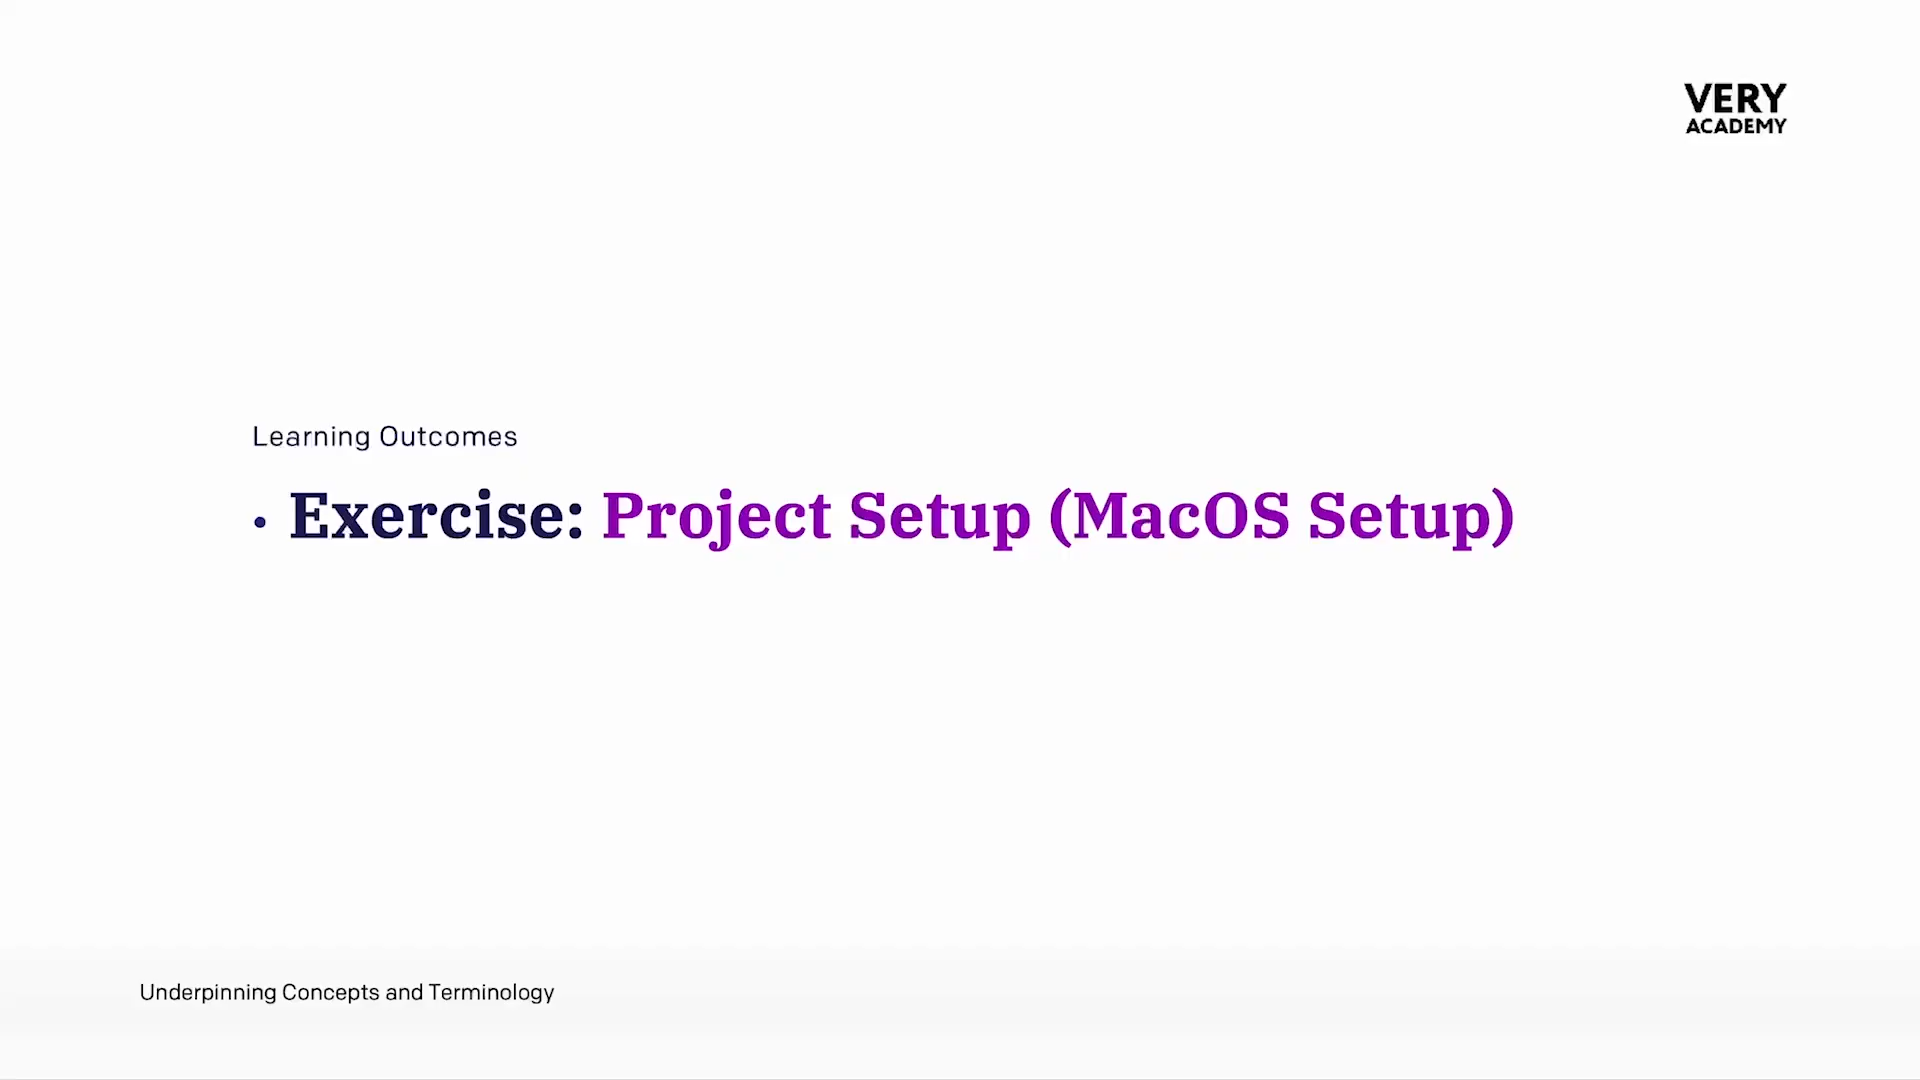 VERY
ACADEMY
Learning Outcomes
• Exercise: Project Setup (MacOS Setup)
Underpinning Concepts and Terminology